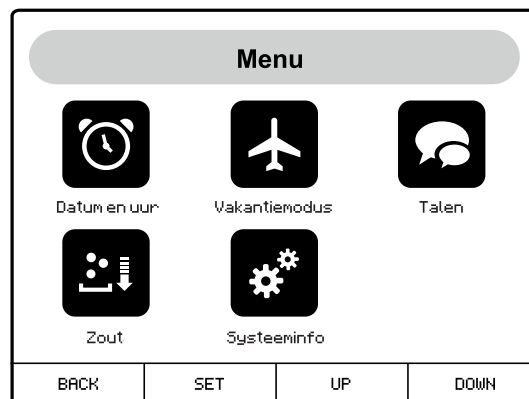 Menu
Datum en uur Vakantiemodus Talen
Zout Systeeminfo
BACK SET UP DOWN